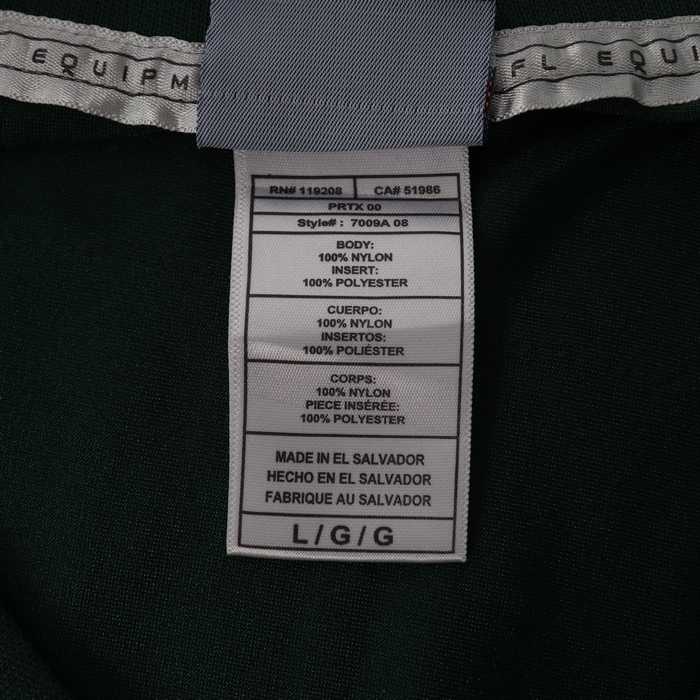 EQUIPM
FL EQUI
RN# 119208 CA# 51986
PRTX 00
Style# : 7009A 08
BODY:
100% NYLON
INSERT:
100% POLYESTER
CUERPO:
100% NYLON
INSERTOS:
100% POLIÉSTER
CORPS:
100% NYLON
PIECE INSÉRÉE:
100% POLYESTER
MADE IN EL SALVADOR
HECHO EN EL SALVADOR
FABRIQUE AU SALVADOR
L / G / G